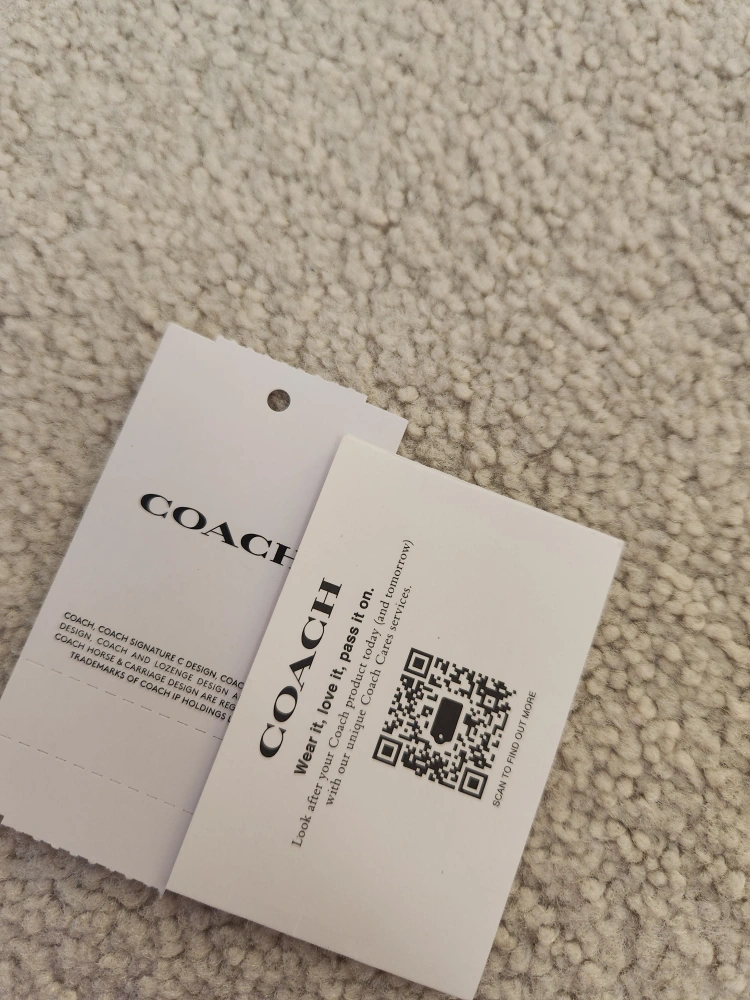 COACH
COACH, COACH SIGNATURE C DESIGN,
DESIGN, COACH AND LOZENGE DESIGN
COACH HORSE & CARRIAGE DESIGN ARE
TRADEMARKS OF COACH IP HOLDINGS
COACH
Wear it, love it, pass it on.
Look after your Coach product today (and tomorrow)
with our unique Coach Cares services.
SCAN TO FIND OUT MORE